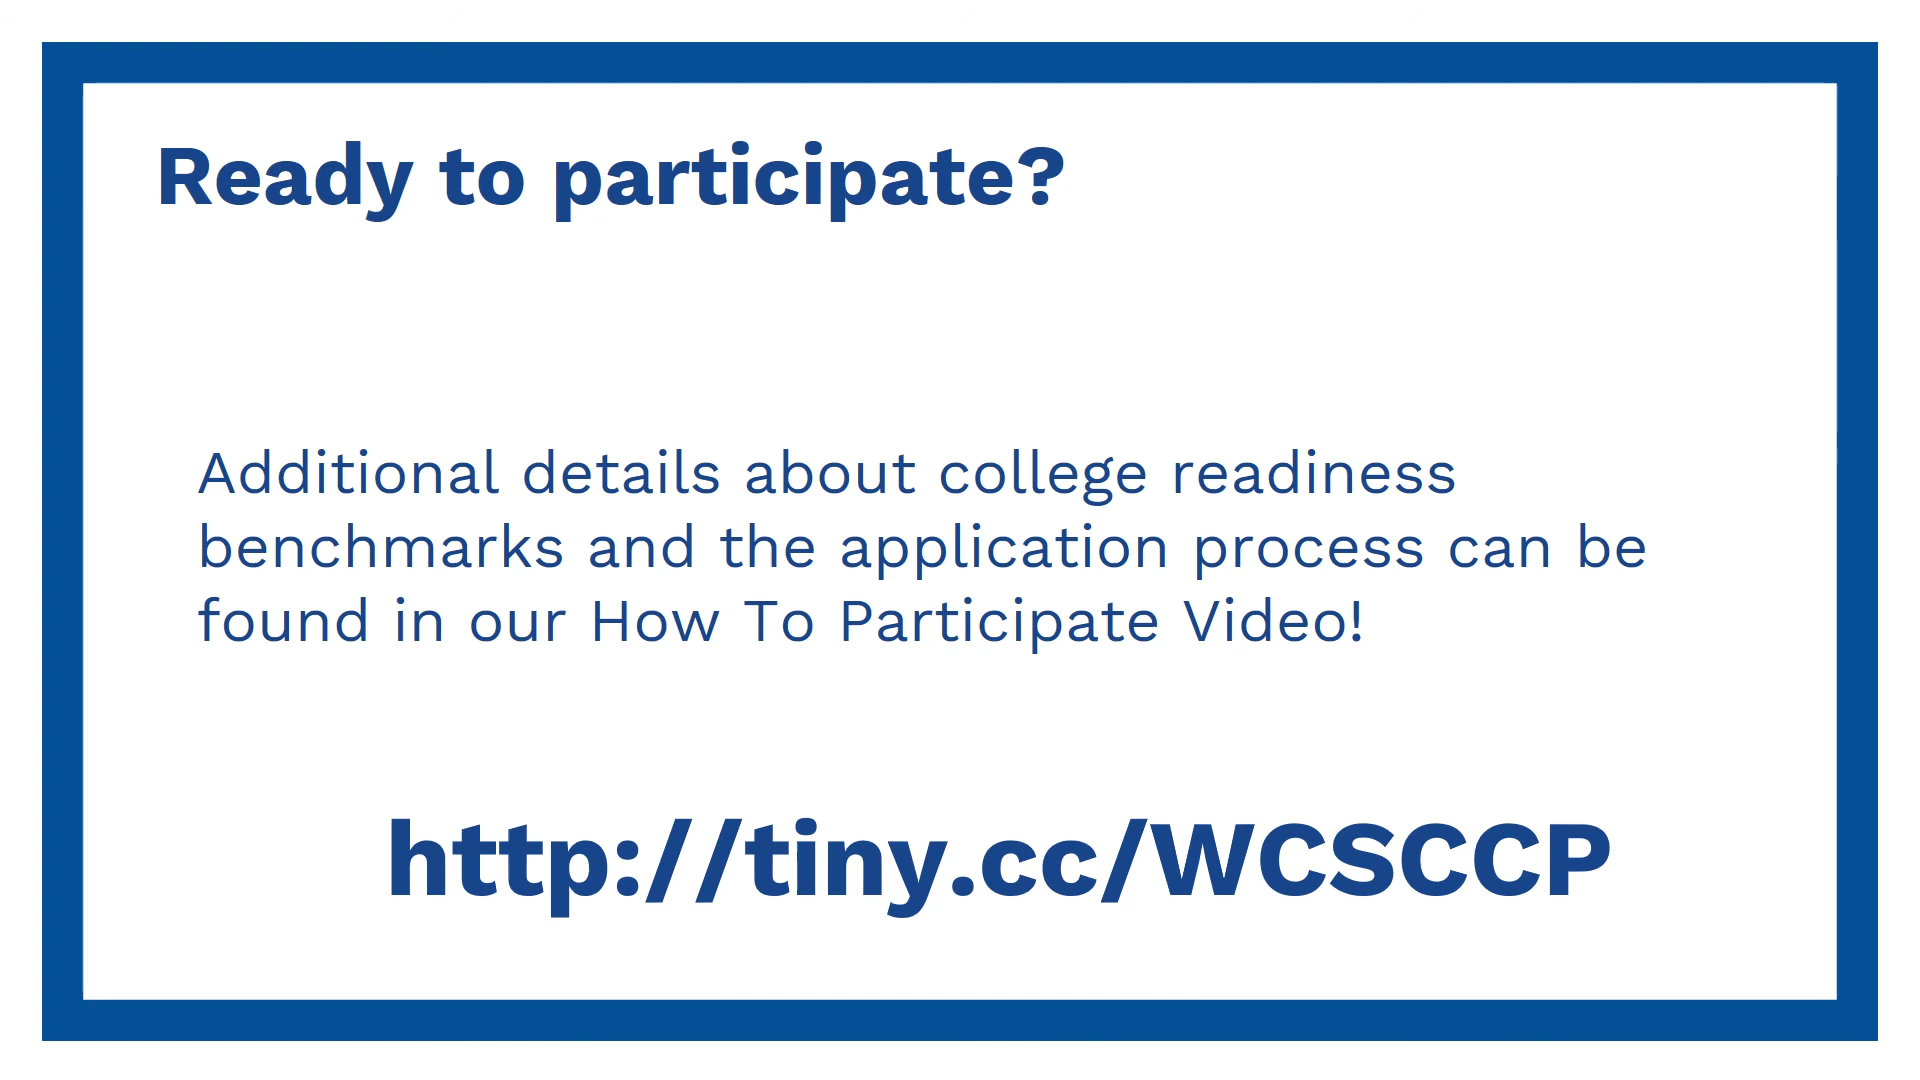 Ready to participate?
Additional details about college readiness
benchmarks and the application process can be
found in our How To Participate Video!
http://tiny.cc/WCSCCP